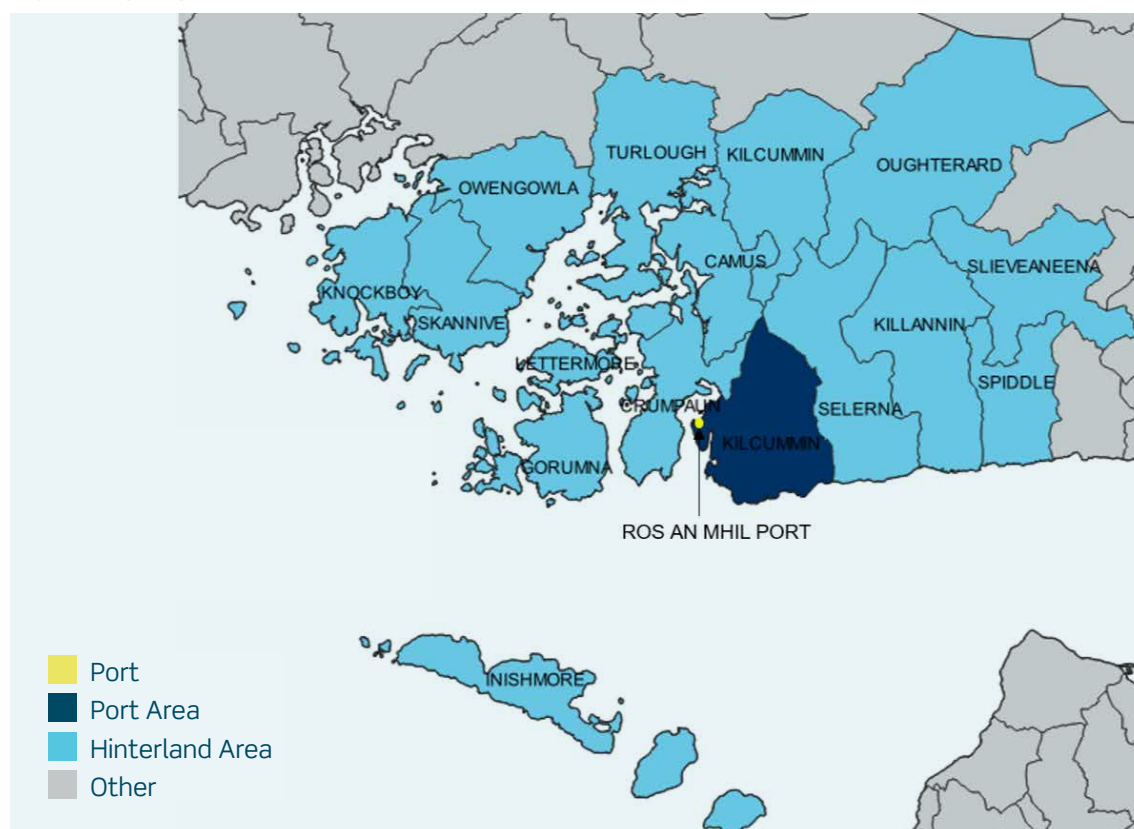 TURLOUGH
KILCUMMIN
OUGHTERARD
OWENGOWLA
CAMUS
SLIEVEANEENA
KNOCKBOY
SKANNIVE
KILLANNIN
LETTERMORE
SPIDDLE
CRUMPAUN
SELERNA
KILCUMMIN
GORUMNA
ROS AN MHIL PORT
INISHMORE
Port
Port Area
Hinterland Area
Other